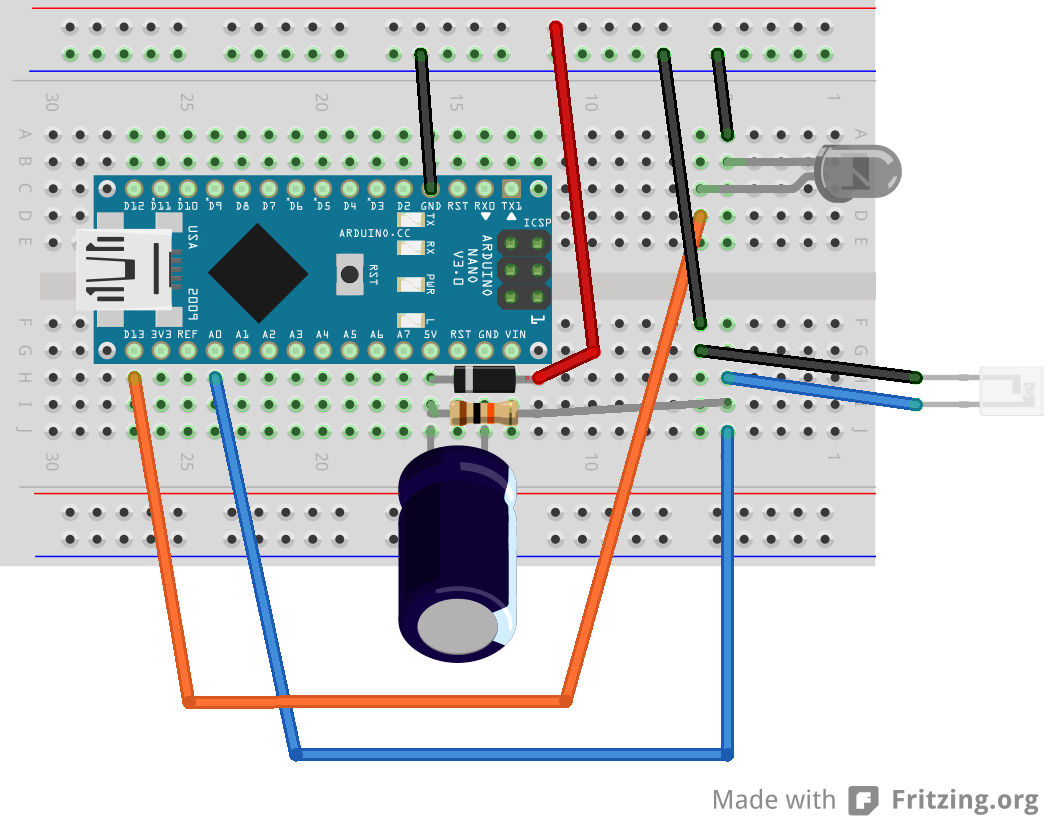 30 25 20 15 10 1
A A
B B
C C
D12 D11 D10 D9 D8 D7 D6 D5 D4 D3 D2 GND RST RX0 TX1
D D
TX
ICSP
USA
ARDUINO.CC
E E
RX
RST
ARDUINO
NANO
V3.0
PWR
2009
L
1
F F
D13 3V3 REF A0 A1 A2 A3 A4 A5 A6 A7 5V RST GND VIN
G G
H
I I
J J
30 25 20 10 1
Made with Fritzing.org